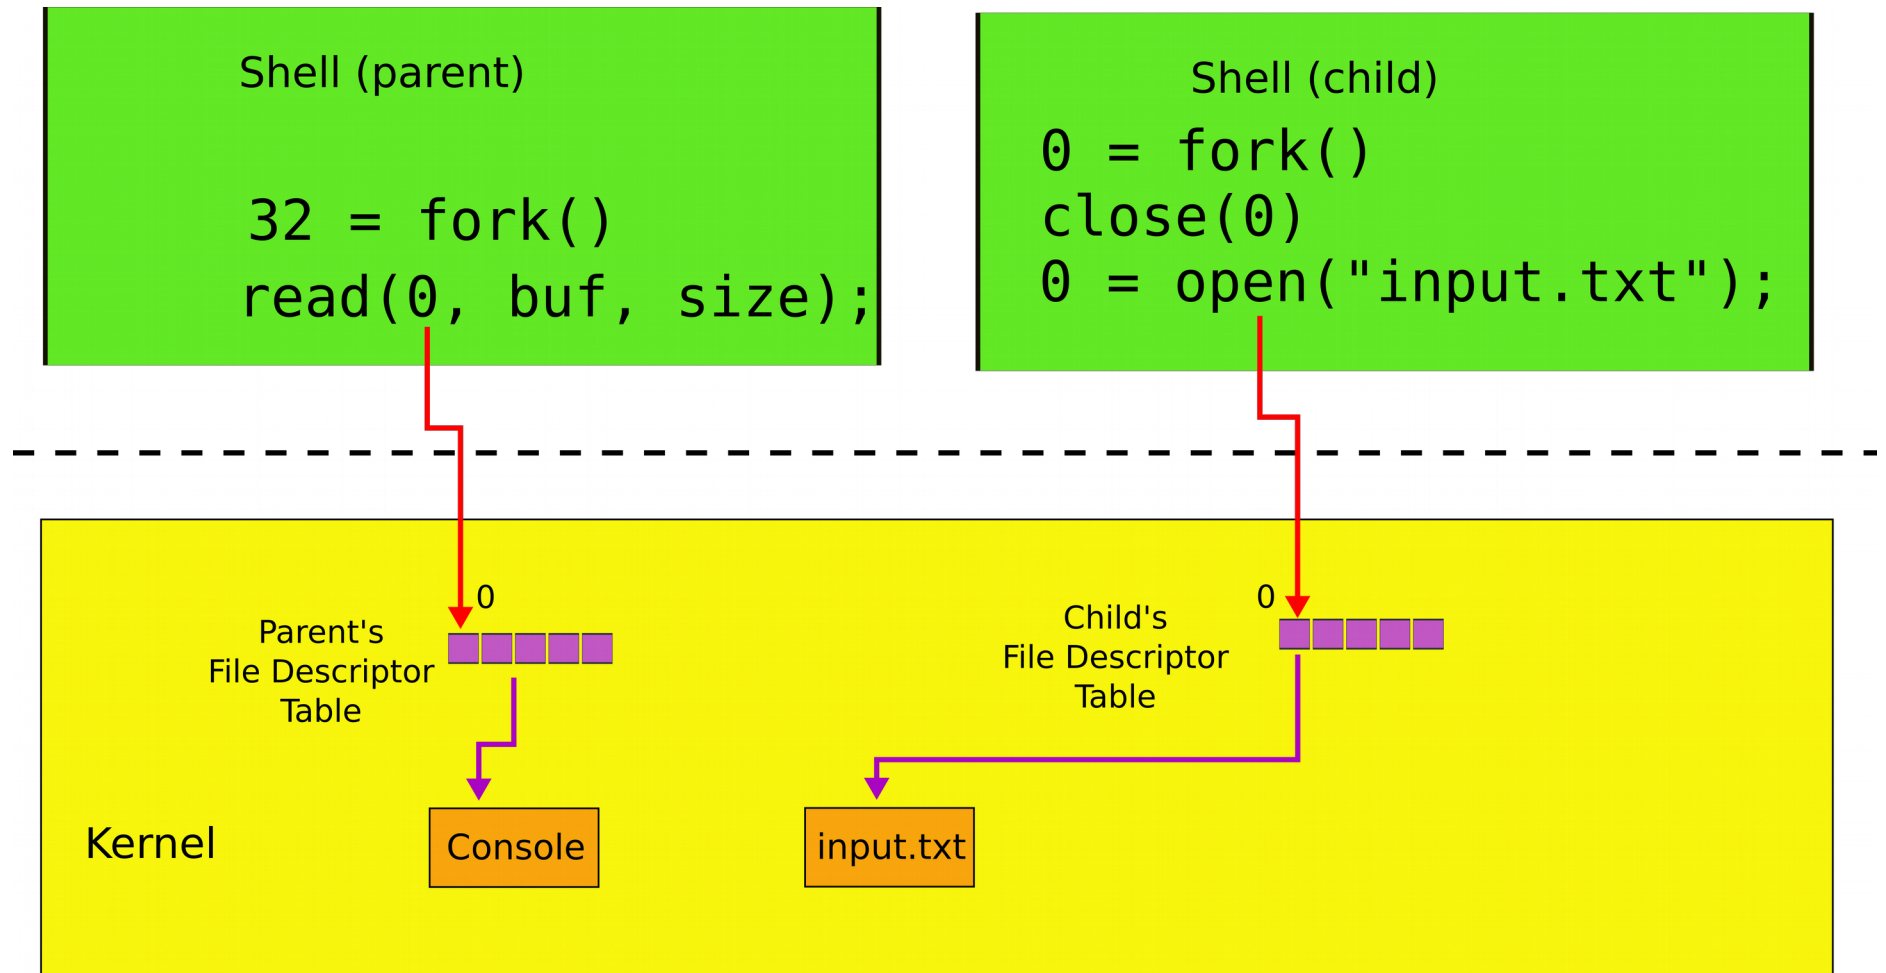 Shell (parent)
32 = fork()
read(0, buf, size);
Shell (child)
0 = fork()
close(0)
0 = open("input.txt");
0
Parent's
File Descriptor
Table
0
Child's
File Descriptor
Table
Kernel
Console
input.txt